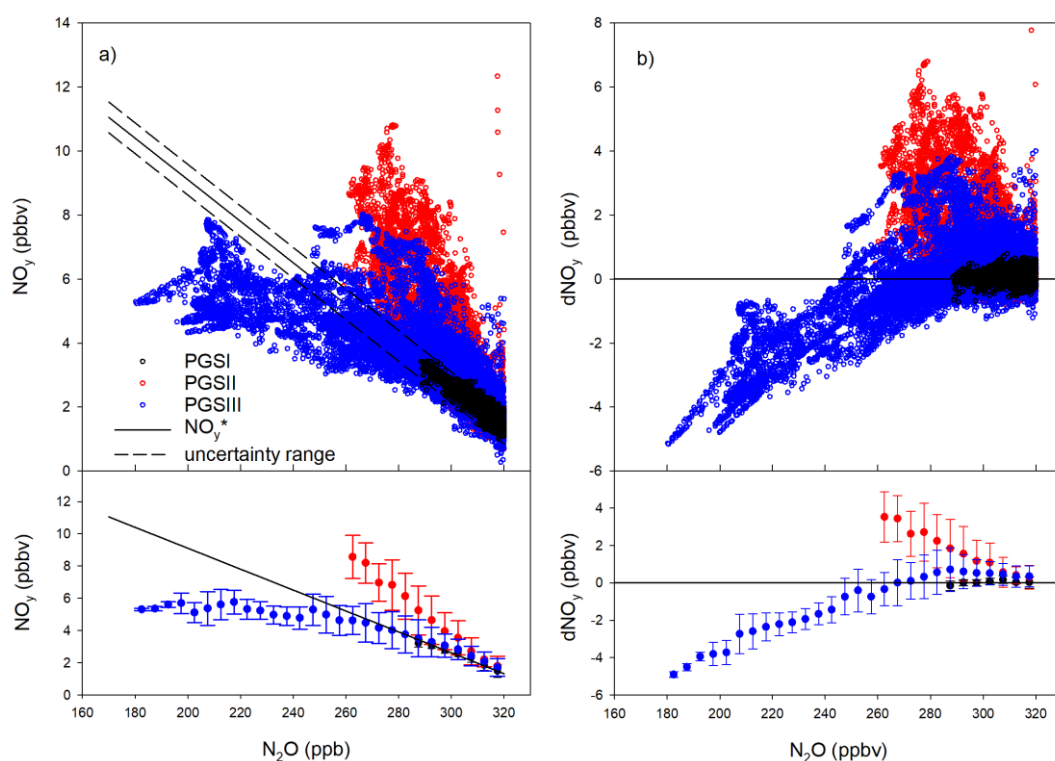 a)
NOy (pbbv)
14
12
10
8
6
4
2
0
PGSI
PGSII
PGSIII
NOy*
uncertainty range
NOy (pbbv)
12
10
8
6
4
2
0
160 180 200 220 240 260 280 300 320
N2O (ppb)
b)
dNOy (pbbv)
8
6
4
2
0
-2
-4
-6
dNOy (pbbv)
4
2
0
-2
-4
-6
160 180 200 220 240 260 280 300 320
N2O (ppbv)